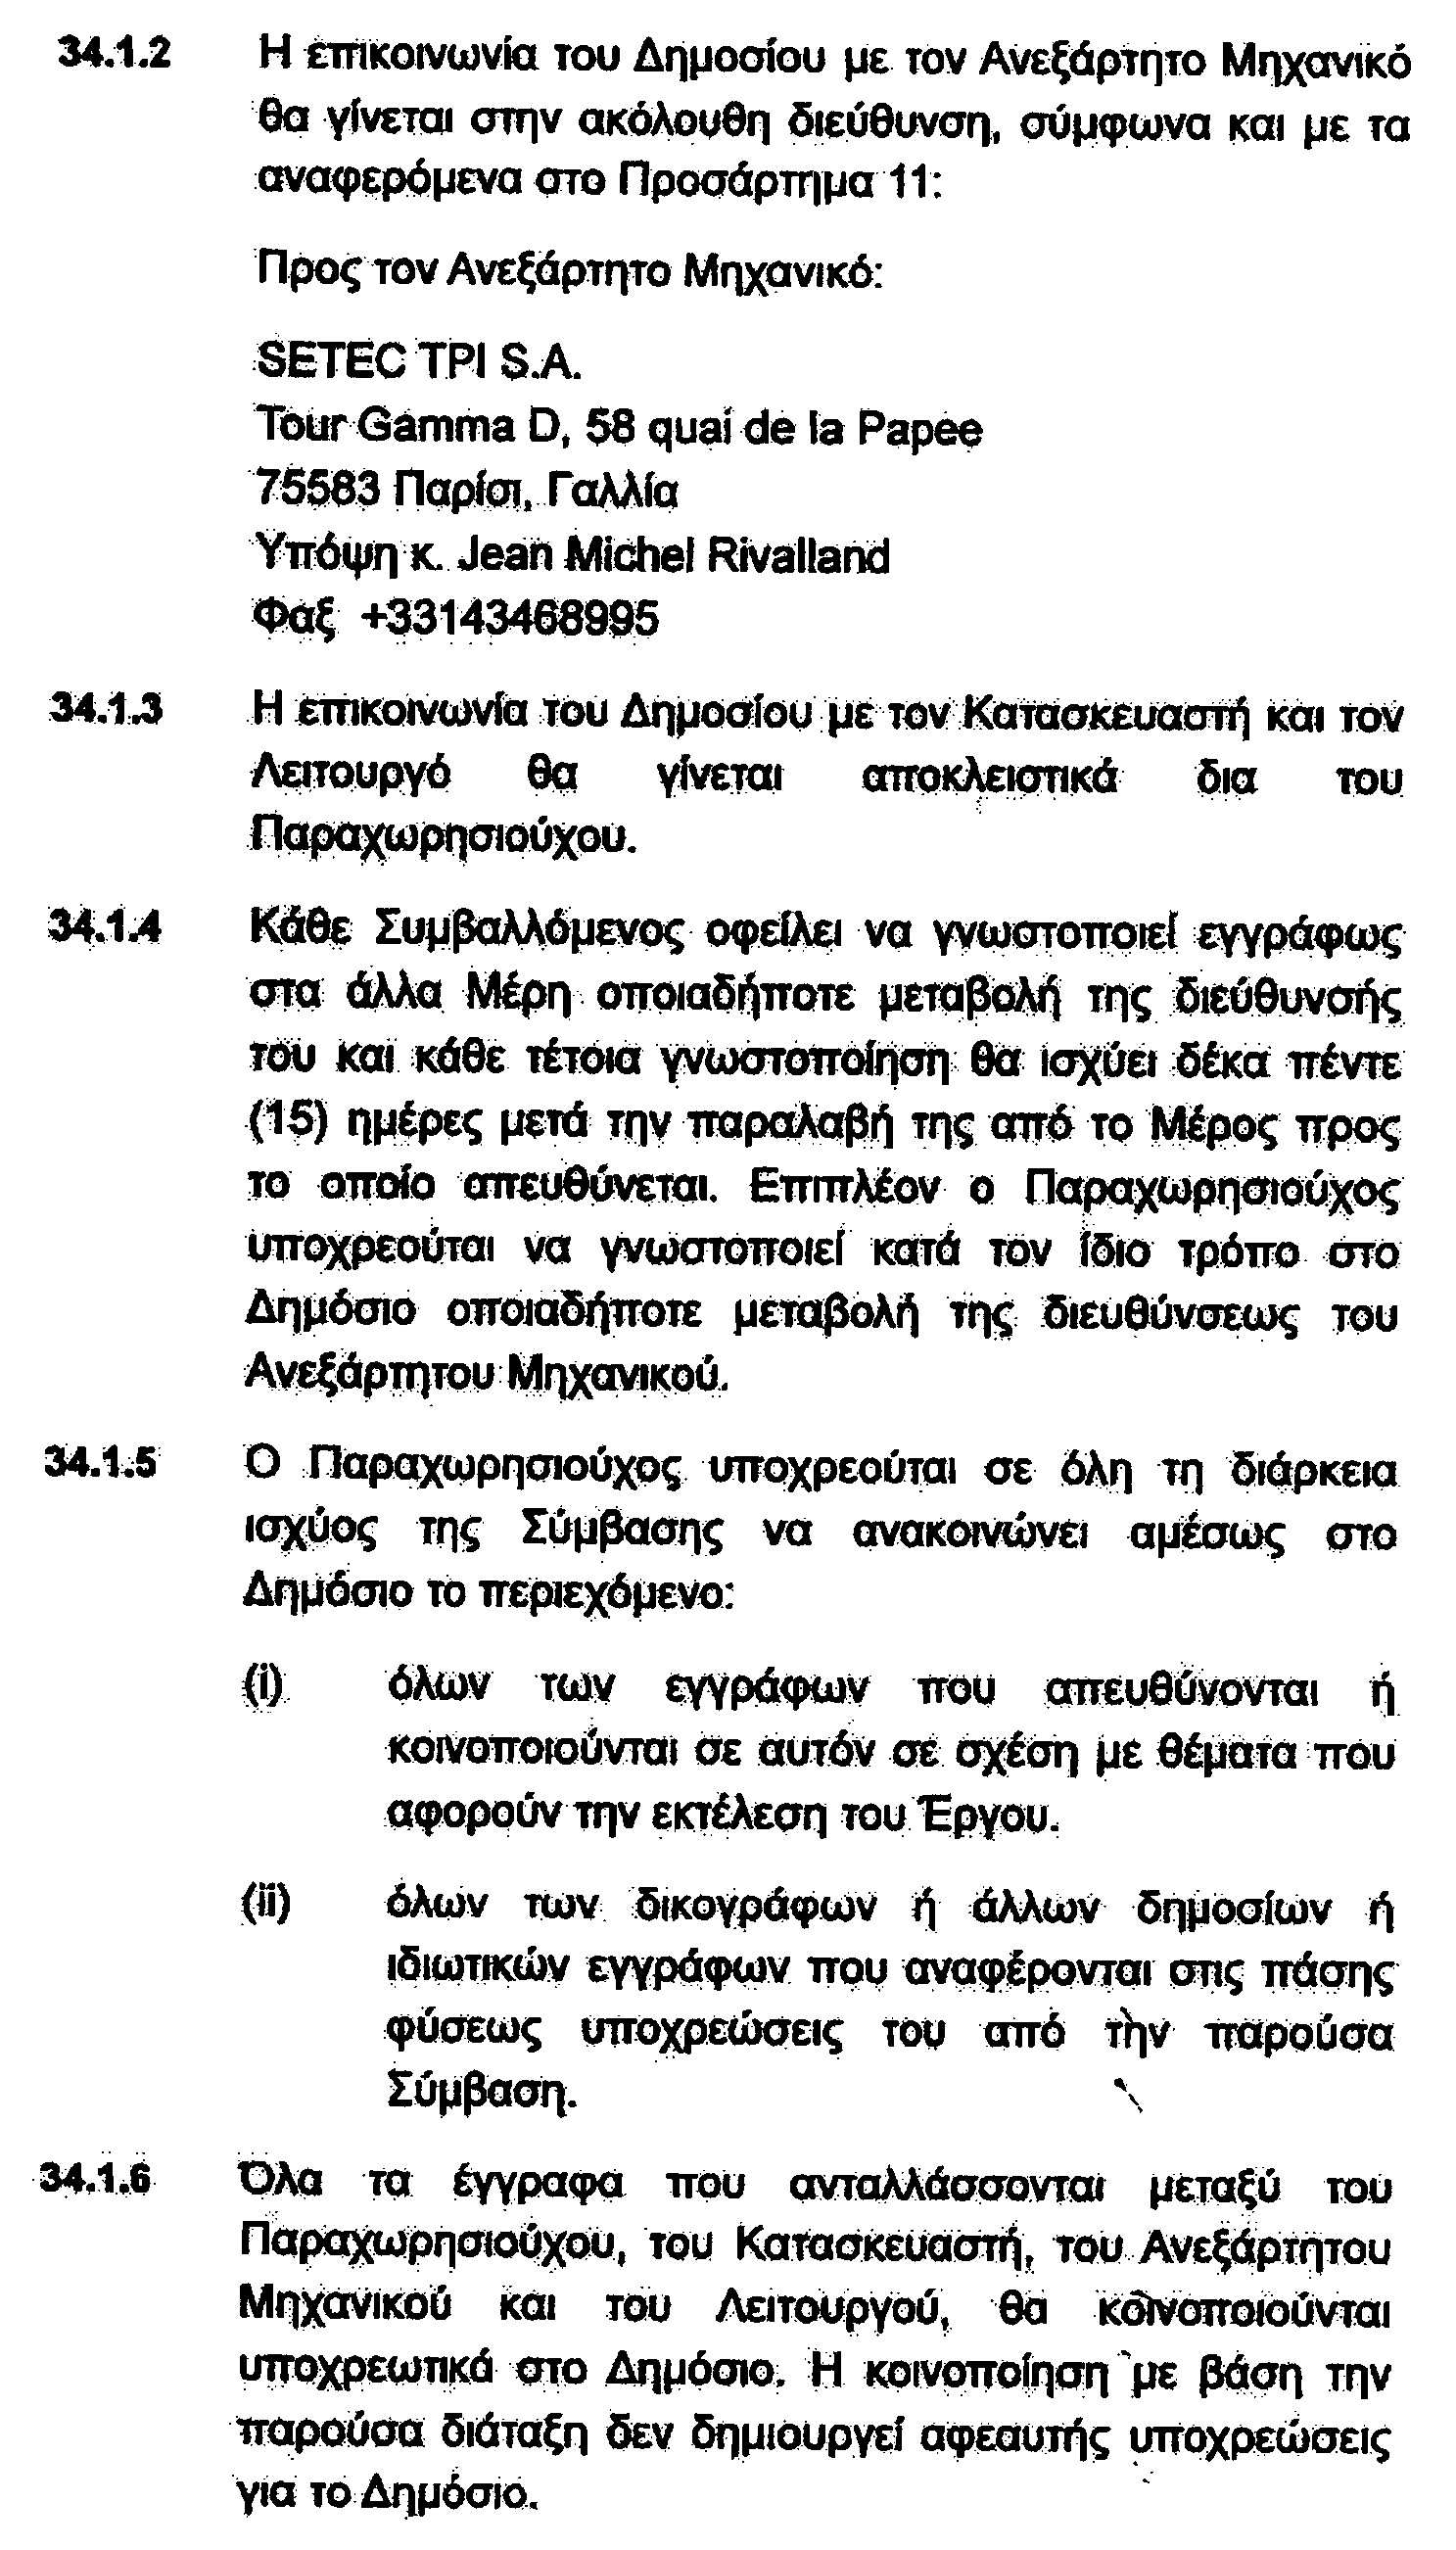 34.1.2 Η επικοινωνία του Δημοσίου με τον Ανεξάρτητο Μηχανικό
θα γίνεται στην ακόλουθη διεύθυνση, σύμφωνα και με τα
αναφερόμενα στο Προσάρτημα 11:
Προς τον Ανεξάρτητο Μηχανικό:
SETEC TPI S.A.
Tour Gamma D, 58 quai de la Papee
75583 Παρίσι, Γαλλία
Υπόψη κ. Jean Michel Rivalland
Φαξ +33143468995
34.1.3 Η επικοινωνία του Δημοσίου με τον Κατασκευαστή και τον
Λειτουργό θα γίνεται αποκλειστικά δια του
Παραχωρησιούχου.
34.1.4 Κάθε Συμβαλλόμενος οφείλει να γνωστοποιεί εγγράφως
στα άλλα Μέρη οποιαδήποτε μεταβολή της διεύθυνσής
του και κάθε τέτοια γνωστοποίηση θα ισχύει δέκα πέντε
(15) ημέρες μετά την παραλαβή της από το Μέρος προς
το οποίο απευθύνεται. Επιπλέον ο Παραχωρησιούχος
υποχρεούται να γνωστοποιεί κατά τον ίδιο τρόπο στο
Δημόσιο οποιαδήποτε μεταβολή της διευθύνσεως του
Ανεξάρτητου Μηχανικού.
34.1.5 Ο Παραχωρησιούχος υποχρεούται σε όλη τη διάρκεια
ισχύος της Σύμβασης να ανακοινώνει αμέσως στο
Δημόσιο το περιεχόμενο:
(i) όλων των εγγράφων που απευθύνονται ή
κοινοποιούνται σε αυτόν σε σχέση με θέματα που
αφορούν την εκτέλεση του Έργου.
(ii) όλων των δικογράφων ή άλλων δημοσίων ή
ιδιωτικών εγγράφων που αναφέρονται στις πάσης
φύσεως υποχρεώσεις του από την παρούσα
Σύμβαση.
34.1.6 Όλα τα έγγραφα που ανταλλάσσονται μεταξύ του
Παραχωρησιούχου, του Κατασκευαστή, του Ανεξάρτητου
Μηχανικού και του Λειτουργού, θα κοινοποιούνται
υποχρεωτικά στο Δημόσιο. Η κοινοποίηση με βάση την
παρούσα διάταξη δεν δημιουργεί αφεαυτής υποχρεώσεις
για το Δημόσιο.